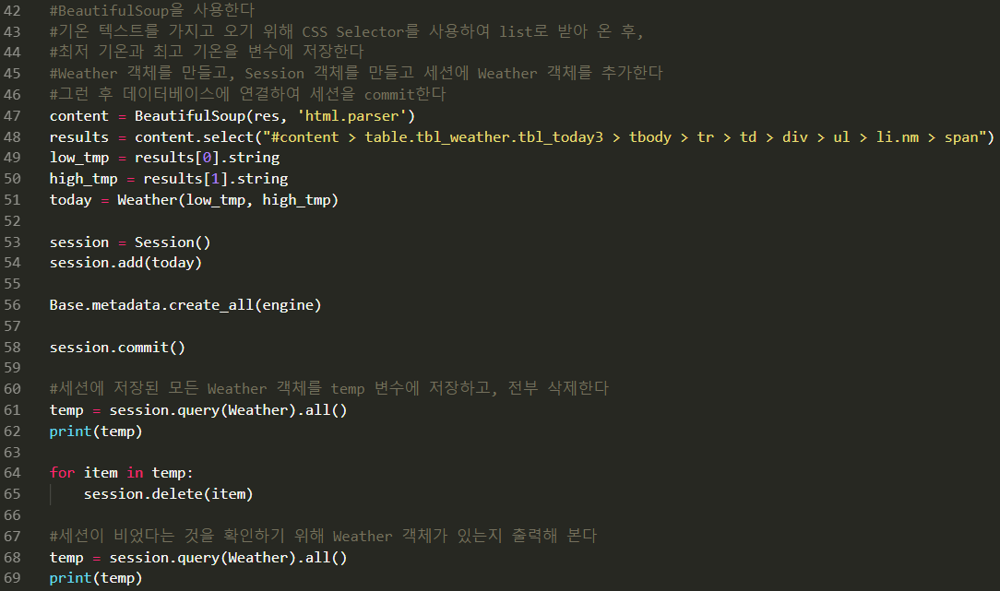 42 #BeautifulSoup을 사용한다
43 #기온 텍스트를 가지고 오기 위해 CSS Selector를 사용하여 list로 받아 온 후,
44 #최저 기온과 최고 기온을 변수에 저장한다
45 #Weather 객체를 만들고, Session 객체를 만들고 세션에 Weather 객체를 추가한다
46 #그런 후 데이터베이스에 연결하여 세션을 commit한다
47 content = BeautifulSoup(res, 'html.parser')
48 results = content.select("#content > table.tbl_weather.tbl_today3 > tbody > tr > td > div > ul > li.nm > span")
49 low_tmp = results[0].string
50 high_tmp = results[1].string
51 today = Weather(low_tmp, high_tmp)
52
53 session = Session()
54 session.add(today)
55
56 Base.metadata.create_all(engine)
57
58 session.commit()
59
60 #세션에 저장된 모든 Weather 객체를 temp 변수에 저장하고, 전부 삭제한다
61 temp = session.query(Weather).all()
62 print(temp)
63
64 for item in temp:
65     session.delete(item)
66
67 #세션이 비었다는 것을 확인하기 위해 Weather 객체가 있는지 출력해 본다
68 temp = session.query(Weather).all()
69 print(temp)